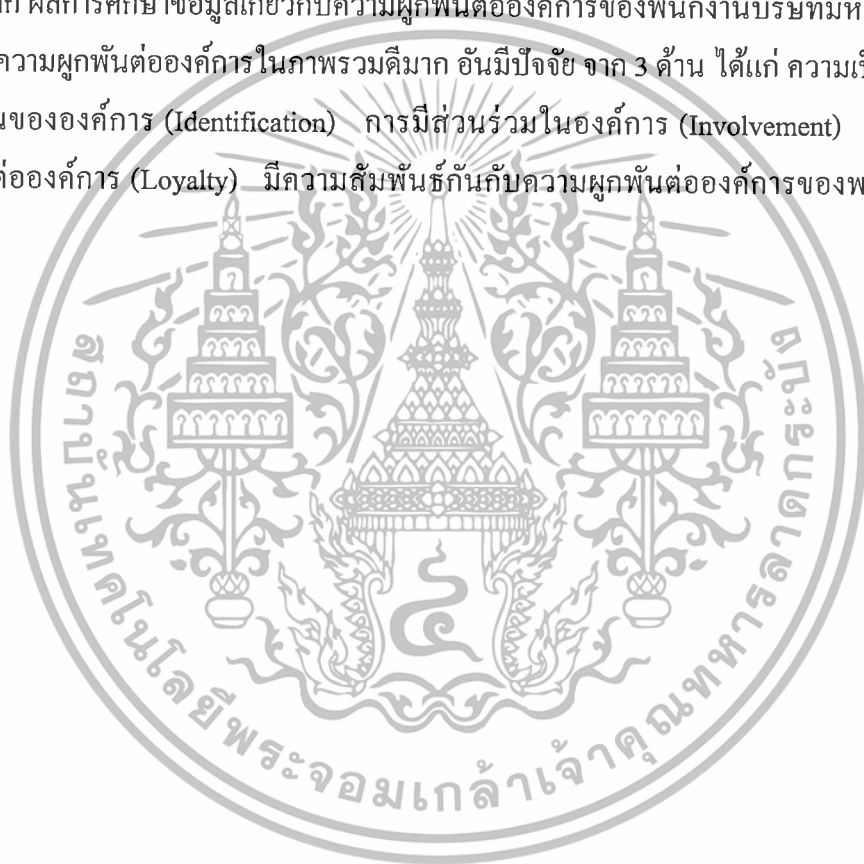 ผลการศึกษาข้อมูลเกี่ยวกับความผูกพันต่อองค์การของพนักงานบริษัทมห
ความผูกพันต่อองค์การในภาพรวมดีมาก อันมีปัจจัย จาก 3 ด้าน ได้แก่ ความเป็
นขององค์การ (Identification) การมีส่วนร่วมในองค์การ (Involvement)
ต่อองค์การ (Loyalty) มีความสัมพันธ์กันกับความผูกพันต่อองค์การของพ
สถาบันเทคโนโลยีพระจอมเกล้าเจ้าคุณทหารลาดกระบัง